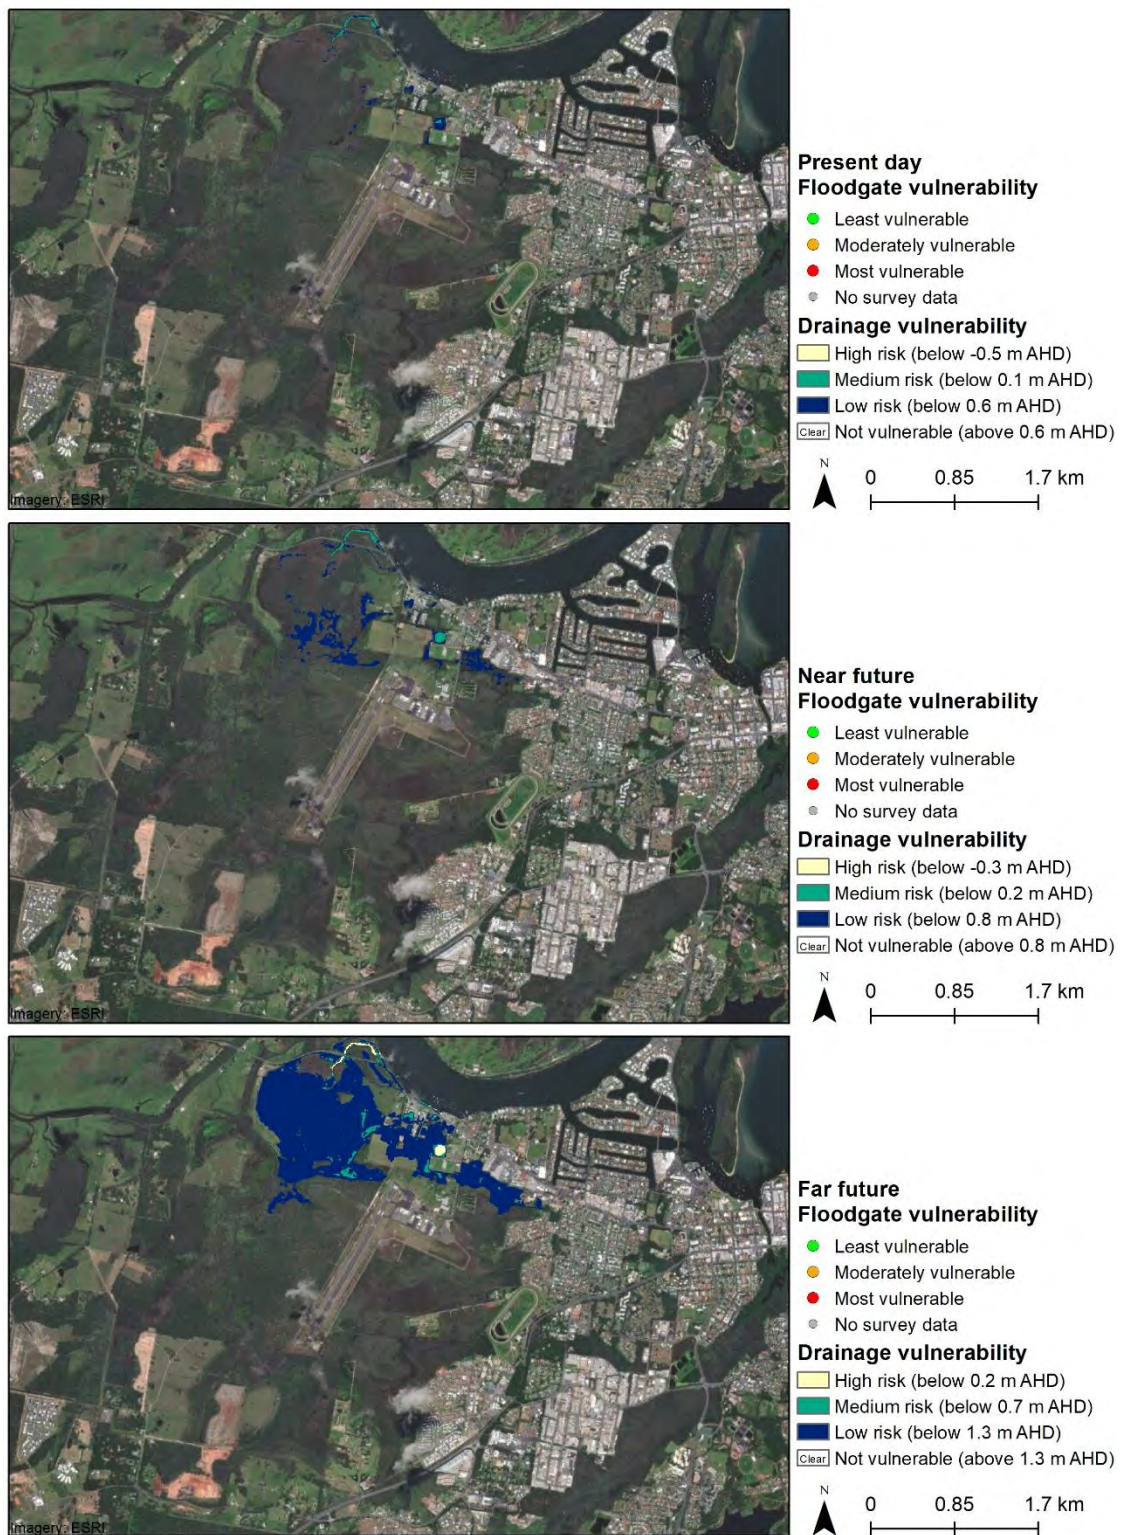 Present day
Floodgate vulnerability
Least vulnerable
Moderately vulnerable
Most vulnerable
No survey data
Drainage vulnerability
High risk (below -0.5 m AHD)
Medium risk (below 0.1 m AHD)
Low risk (below 0.6 m AHD)
Clear Not vulnerable (above 0.6 m AHD)
N
0 0.85 1.7 km
Imagery: ESRI
Near future
Floodgate vulnerability
Least vulnerable
Moderately vulnerable
Most vulnerable
No survey data
Drainage vulnerability
High risk (below -0.3 m AHD)
Medium risk (below 0.2 m AHD)
Low risk (below 0.8 m AHD)
Clear Not vulnerable (above 0.8 m AHD)
N
0 0.85 1.7 km
Imagery: ESRI
Far future
Floodgate vulnerability
Least vulnerable
Moderately vulnerable
Most vulnerable
No survey data
Drainage vulnerability
High risk (below 0.2 m AHD)
Medium risk (below 0.7 m AHD)
Low risk (below 1.3 m AHD)
Clear Not vulnerable (above 1.3 m AHD)
N
0 0.85 1.7 km
Imagery: ESRI